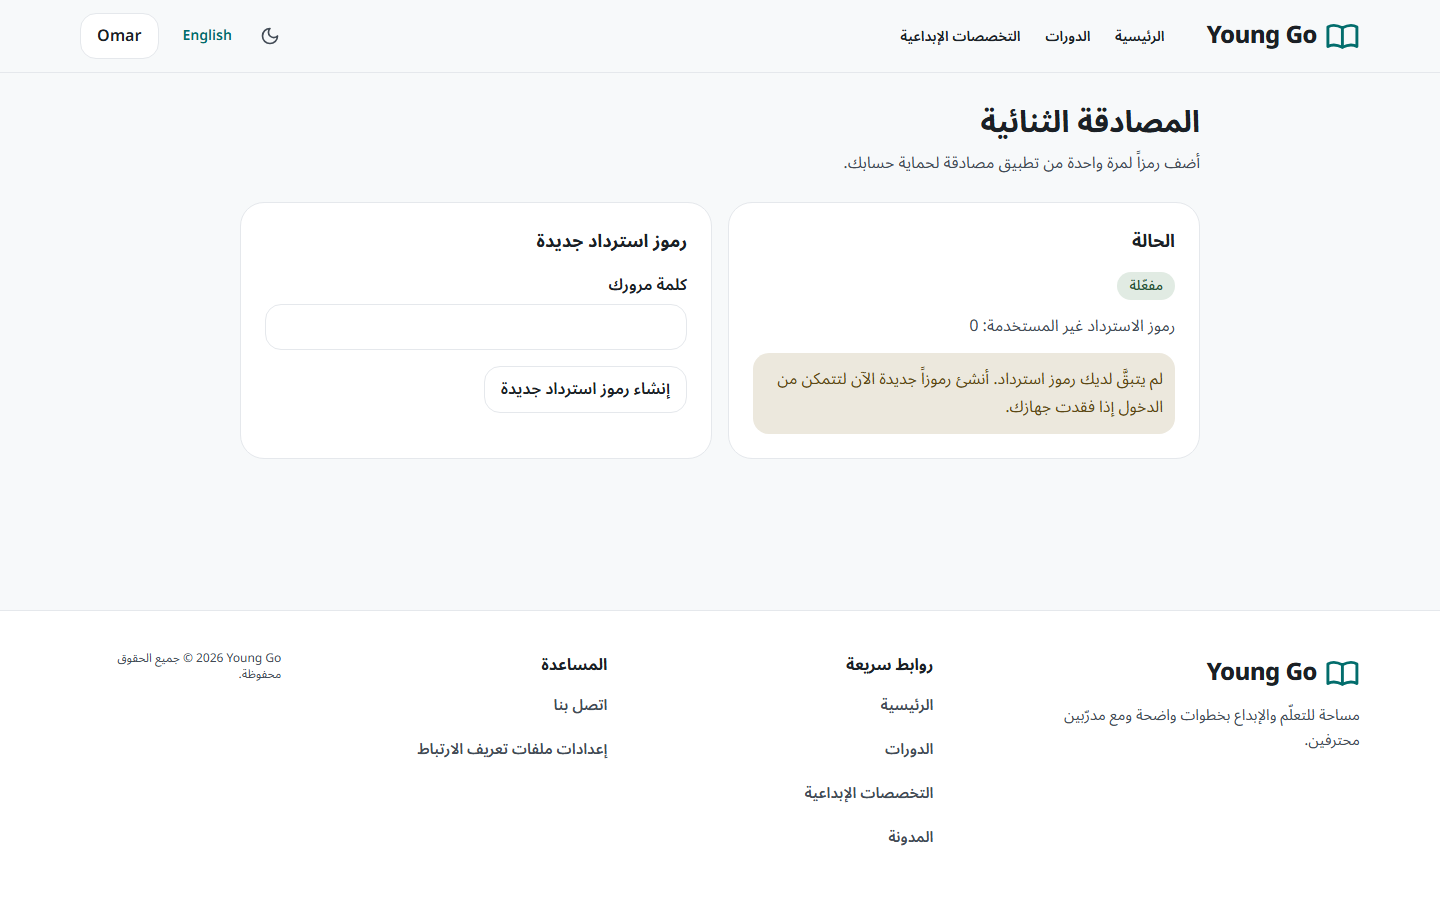 Young Go
الرئيسية
الدورات
التخصصات الإبداعية
English
Omar
المصادقة الثنائية
أضف رمزاً لمرة واحدة من تطبيق مصادقة لحماية حسابك.
الحالة
مفعّلة
رموز الاسترداد غير المستخدمة: 0
لم يتبقَّ لديك رموز استرداد. أنشئ رموزاً جديدة الآن لتتمكن من
الدخول إذا فقدت جهازك.
رموز استرداد جديدة
كلمة مرورك
إنشاء رموز استرداد جديدة
Young Go
مساحة للتعلّم والإبداع بخطوات واضحة ومع مدرّبين
محترفين.
روابط سريعة
الرئيسية
الدورات
التخصصات الإبداعية
المدونة
المساعدة
اتصل بنا
إعدادات ملفات تعريف الارتباط
2026 Young Go © جميع الحقوق
محفوظة.